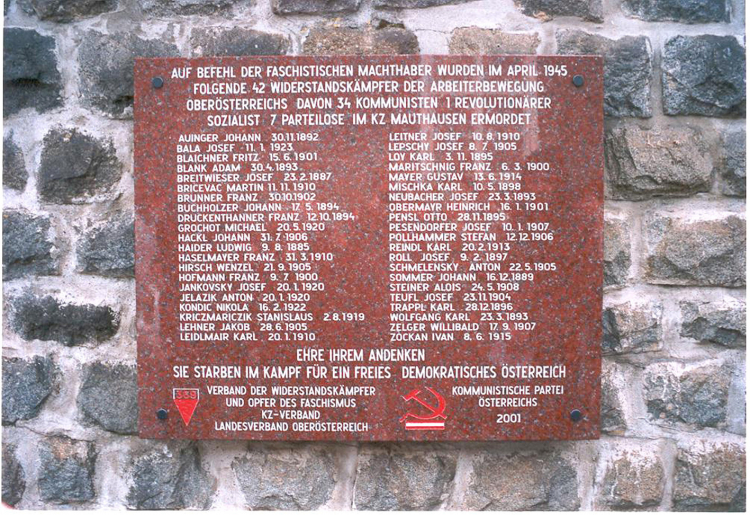 AUF BEFEHL DER FASCHISTISCHEN MACHTHABER WURDEN IM APRIL 1945
FOLGENDE 42 WIDERSTANDSKÄMPFER DER ARBEITERBEWEGUNG
OBERÖSTERREICHS DAVON 34 KOMMUNISTEN 1 REVOLUTIONÄRER
SOZIALIST 7 PARTEILOSE IM KZ MAUTHAUSEN ERMORDET
AUINGER JOHANN 30.11.1892
BALA JOSEF 11.1.1923
BLAICHNER FRITZ 15.6.1901
BLANK ADAM 30.4.1893
BREITWIESER JOSEF 23.2.1887
BRICEVAC MARTIN 11.11.1910
BRUNNER FRANZ 30.10.1902
BUCHHOLZER JOHANN 17.5.1894
DRUCKENTHANNER FRANZ 12.10.1894
GROCHOT MICHAEL 20.5.1920
HACKL JOHANN 31.7.1906
HAIDER LUDWIG 9.8.1885
HASELMAYER FRANZ 31.3.1910
HIRSCH WENZEL 21.9.1905
HOFMANN FRANZ 9.7.1900
JANKOVSKY JOSEF 20.1.1920
JELAZIK ANTON 20.1.1920
KONDIC NIKOLA 16.2.1922
KRICZMARICZIK STANISLAUS 2.8.1919
LEHNER JAKOB 28.6.1905
LEIDLMAIR KARL 20.1.1910
LEITNER JOSEF 10.8.1910
LEPSCHY JOSEF 8.7.1905
LOY KARL 3.11.1895
MARITSCHNIG FRANZ 6.3.1900
MAYER GUSTAV 13.6.1914
MISCHKA KARL 10.5.1898
NEUBACHER JOSEF 23.3.1893
OBERMAYR HEINRICH 16.1.1901
PENSL OTTO 28.11.1895
PESENDORFER JOSEF 10.1.1907
POLLHAMMER STEFAN 12.12.1906
REINDL KARL 20.2.1913
ROLL JOSEF 9.2.1897
SCHMELENSKY ANTON 22.5.1905
SOMMER JOHANN 16.12.1889
STEINER ALOIS 24.5.1908
TEUFL JOSEF 23.11.1904
TRAPPL KARL 28.12.1896
WOLFGANG KARL 23.3.1893
ZELGER WILLIBALD 17.9.1907
ZOCKAN IVAN 8.6.1915
EHRE IHREM ANDENKEN
SIE STARBEN IM KAMPF FÜR EIN FREIES DEMOKRATISCHES ÖSTERREICH
VERBAND DER WIDERSTANDSKÄMPFER
UND OPFER DES FASCHISMUS
KZ-VERBAND
LANDESVERBAND OBERÖSTERREICH
KOMMUNISTISCHE PARTEI
ÖSTERREICHS
2001